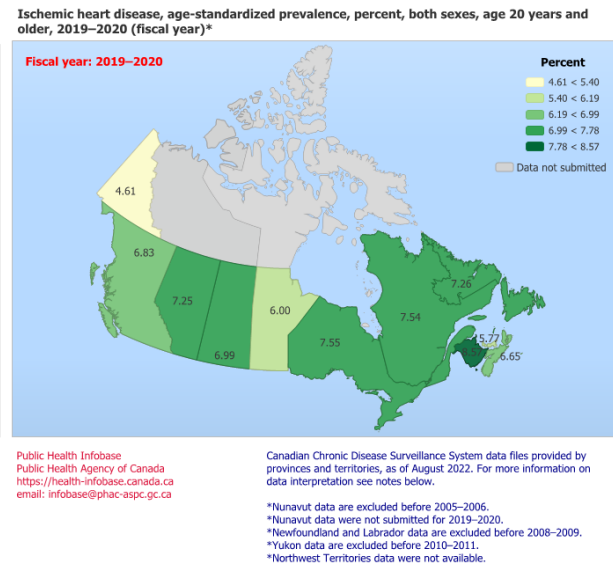 Ischemic heart disease, age-standardized prevalence, percent, both sexes, age 20 years and
older, 2019–2020 (fiscal year)*
Fiscal year: 2019–2020
Percent
4.61 < 5.40
5.40 < 6.19
6.19 < 6.99
6.99 < 7.78
7.78 < 8.57
Data not submitted
4.61
6.83
7.25
6.99
6.00
7.55
7.54
7.26
5.77
8.57
6.65
Public Health Infobase
Public Health Agency of Canada
https://health-infobase.canada.ca
email: infobase@phac-aspc.gc.ca
Canadian Chronic Disease Surveillance System data files provided by
provinces and territories, as of August 2022. For more information on
data interpretation see notes below.
*Nunavut data are excluded before 2005–2006.
*Nunavut data were not submitted for 2019–2020.
*Newfoundland and Labrador data are excluded before 2008–2009.
*Yukon data are excluded before 2010–2011.
*Northwest Territories data were not available.